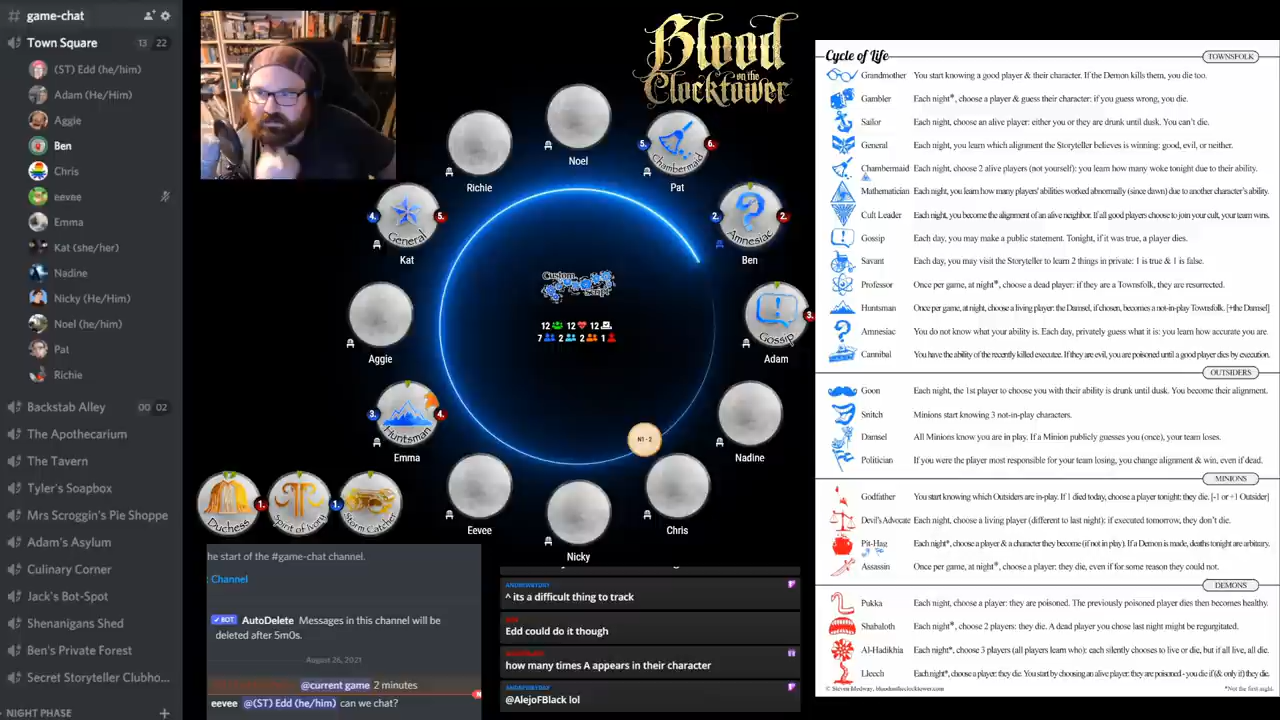 # game-chat
Town Square
13 22
(ST) Edd (he/him)
Adam (He/Him)
Aggie
Ben
Chris
eevee
Emma
Kat (she/her)
Nadine
Nicky (He/Him)
Noel (he/him)
Pat
Richie
Backstab Alley
00 02
The Apothecarium
The Tavern
Tyler's Soapbox
Mrs Scroggin's Pie Shoppe
Adam's Asylum
Culinary Corner
Jack's Bot-Spot
Shenanigans Shed
Ben's Private Forest
Secret Storyteller Clubho...
NIGHT PHASE
Blood
on the
Clocktower
Noel
Richie
5. Chambermaid 6.
Pat
4. General 5.
Kat
2. Amnesiac 2.
Ben
Custom
Script
12 12 12
7 2 2 1
Aggie
Gossip 3.
Adam
3. Huntsman 4.
Emma
N1 - 2
Nadine
Duchess 1.
Spirit of Ivory 1.
Storm Catcher
Eevee
Nicky
Chris
he start of the #game-chat channel.
Channel
BOT AutoDelete Messages in this channel will be
deleted after 5m0s.
August 26, 2021
@current game 2 minutes
eevee @(ST) Edd (he/him) can we chat?
^ its a difficult thing to track
Edd could do it though
how many times A appears in their character
@AlejoFBlack lol
Cycle of Life
TOWNSFOLK
Grandmother You start knowing a good player & their character. If the Demon kills them, you die too.
Gambler Each night*, choose a player & guess their character: if you guess wrong, you die.
Sailor Each night, choose an alive player: either you or they are drunk until dusk. You can't die.
General Each night, you learn which alignment the Storyteller believes is winning: good, evil, or neither.
Chambermaid Each night, choose 2 alive players (not yourself): you learn how many woke tonight due to their ability.
Mathematician Each night, you learn how many players' abilities worked abnormally (since dawn) due to another character's ability.
Cult Leader Each night, you become the alignment of an alive neighbor. If all good players choose to join your cult, your team wins.
Gossip Each day, you may make a public statement. Tonight, if it was true, a player dies.
Savant Each day, you may visit the Storyteller to learn 2 things in private: 1 is true & 1 is false.
Professor Once per game, at night*, choose a dead player: if they are a Townsfolk, they are resurrected.
Huntsman Once per game, at night, choose a living player: the Damsel, if chosen, becomes a not-in-play Townsfolk. [+the Damsel]
Amnesiac You do not know what your ability is. Each day, privately guess what it is: you learn how accurate you are.
Cannibal You have the ability of the recently killed executee. If they are evil, you are poisoned until a good player dies by execution.
OUTSIDERS
Goon Each night, the 1st player to choose you with their ability is drunk until dusk. You become their alignment.
Snitch Minions start knowing 3 not-in-play characters.
Damsel All Minions know you are in play. If a Minion publicly guesses you (once), your team loses.
Politician If you were the player most responsible for your team losing, you change alignment & win, even if dead.
MINIONS
Godfather You start knowing which Outsiders are in-play. If 1 died today, choose a player tonight: they die. [-1 or +1 Outsider]
Devil's Advocate Each night, choose a living player (different to last night): if executed tomorrow, they don't die.
Pit-Hag Each night*, choose a player & a character they become (if not in play). If a Demon is made, deaths tonight are arbitrary.
Assassin Once per game, at night*, choose a player: they die, even if for some reason they could not.
DEMONS
Pukka Each night, choose a player: they are poisoned. The previously poisoned player dies then becomes healthy.
Shabaloth Each night*, choose 2 players: they die. A dead player you chose last night might be regurgitated.
Al-Hadikhia Each night*, choose 3 players (all players learn who): each silently chooses to live or die, but if all live, all die.
Lleech Each night*, choose a player: they die. You start by choosing an alive player: they are poisoned - you die if (& only if) they die.
© Steven Medway, bloodontheclocktower.com
*Not the first night.